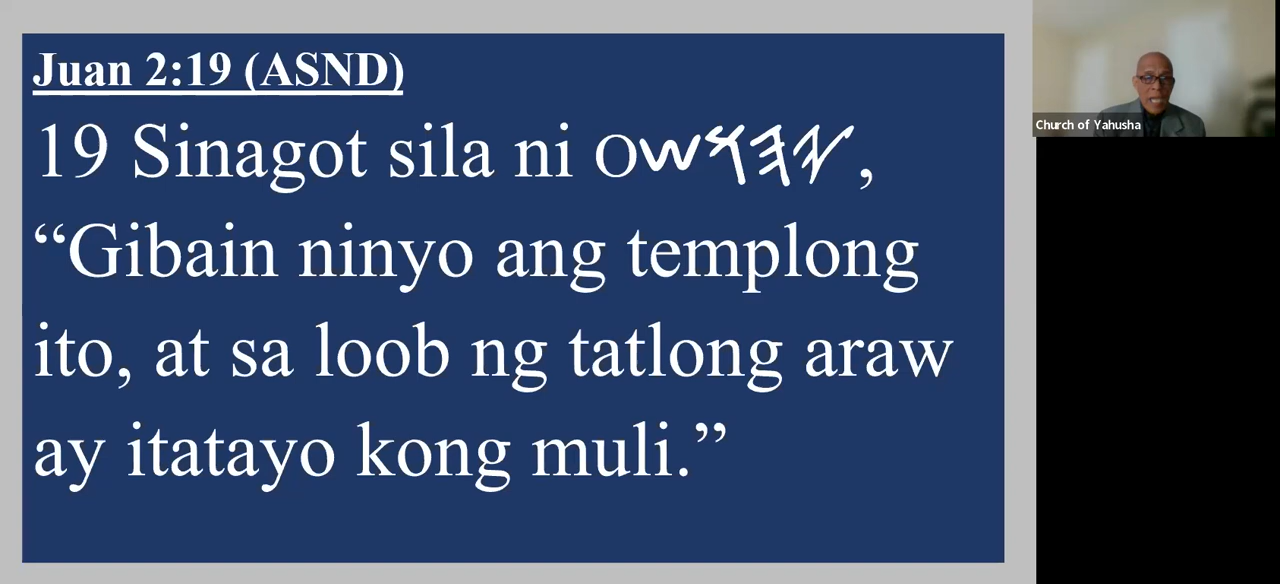 Juan 2:19 (ASND)
19 Sinagot sila ni 𐤉𐤄𐤅𐤔𐤏,
“Gibain ninyo ang templong
ito, at sa loob ng tatlong araw
ay itatayo kong muli.”
Church of Yahusha